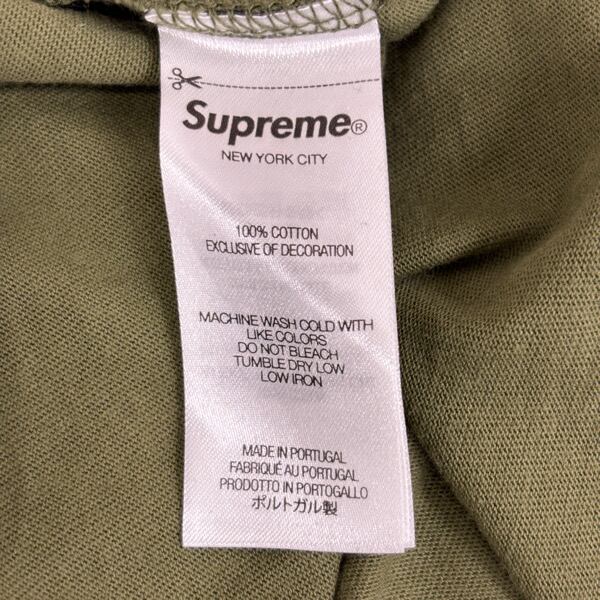 Supreme®
NEW YORK CITY
100% COTTON
EXCLUSIVE OF DECORATION
MACHINE WASH COLD WITH
LIKE COLORS
DO NOT BLEACH
TUMBLE DRY LOW
LOW IRON
MADE IN PORTUGAL
FABRIQUÉ AU PORTUGAL
PRODOTTO IN PORTOGALLO
ポルトガル製